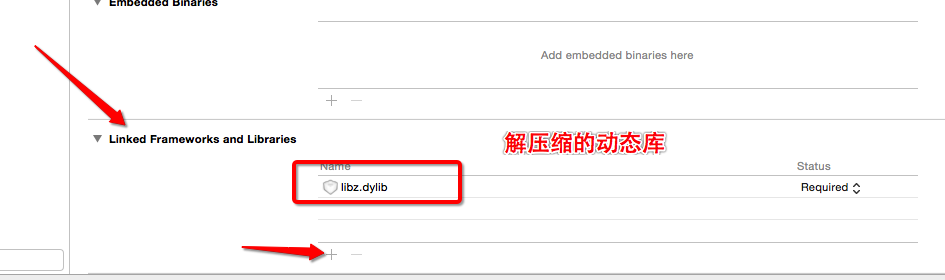 Embedded Binaries
Add embedded binaries here
Linked Frameworks and Libraries
解压缩的动态库
Name Status
libz.dylib Required